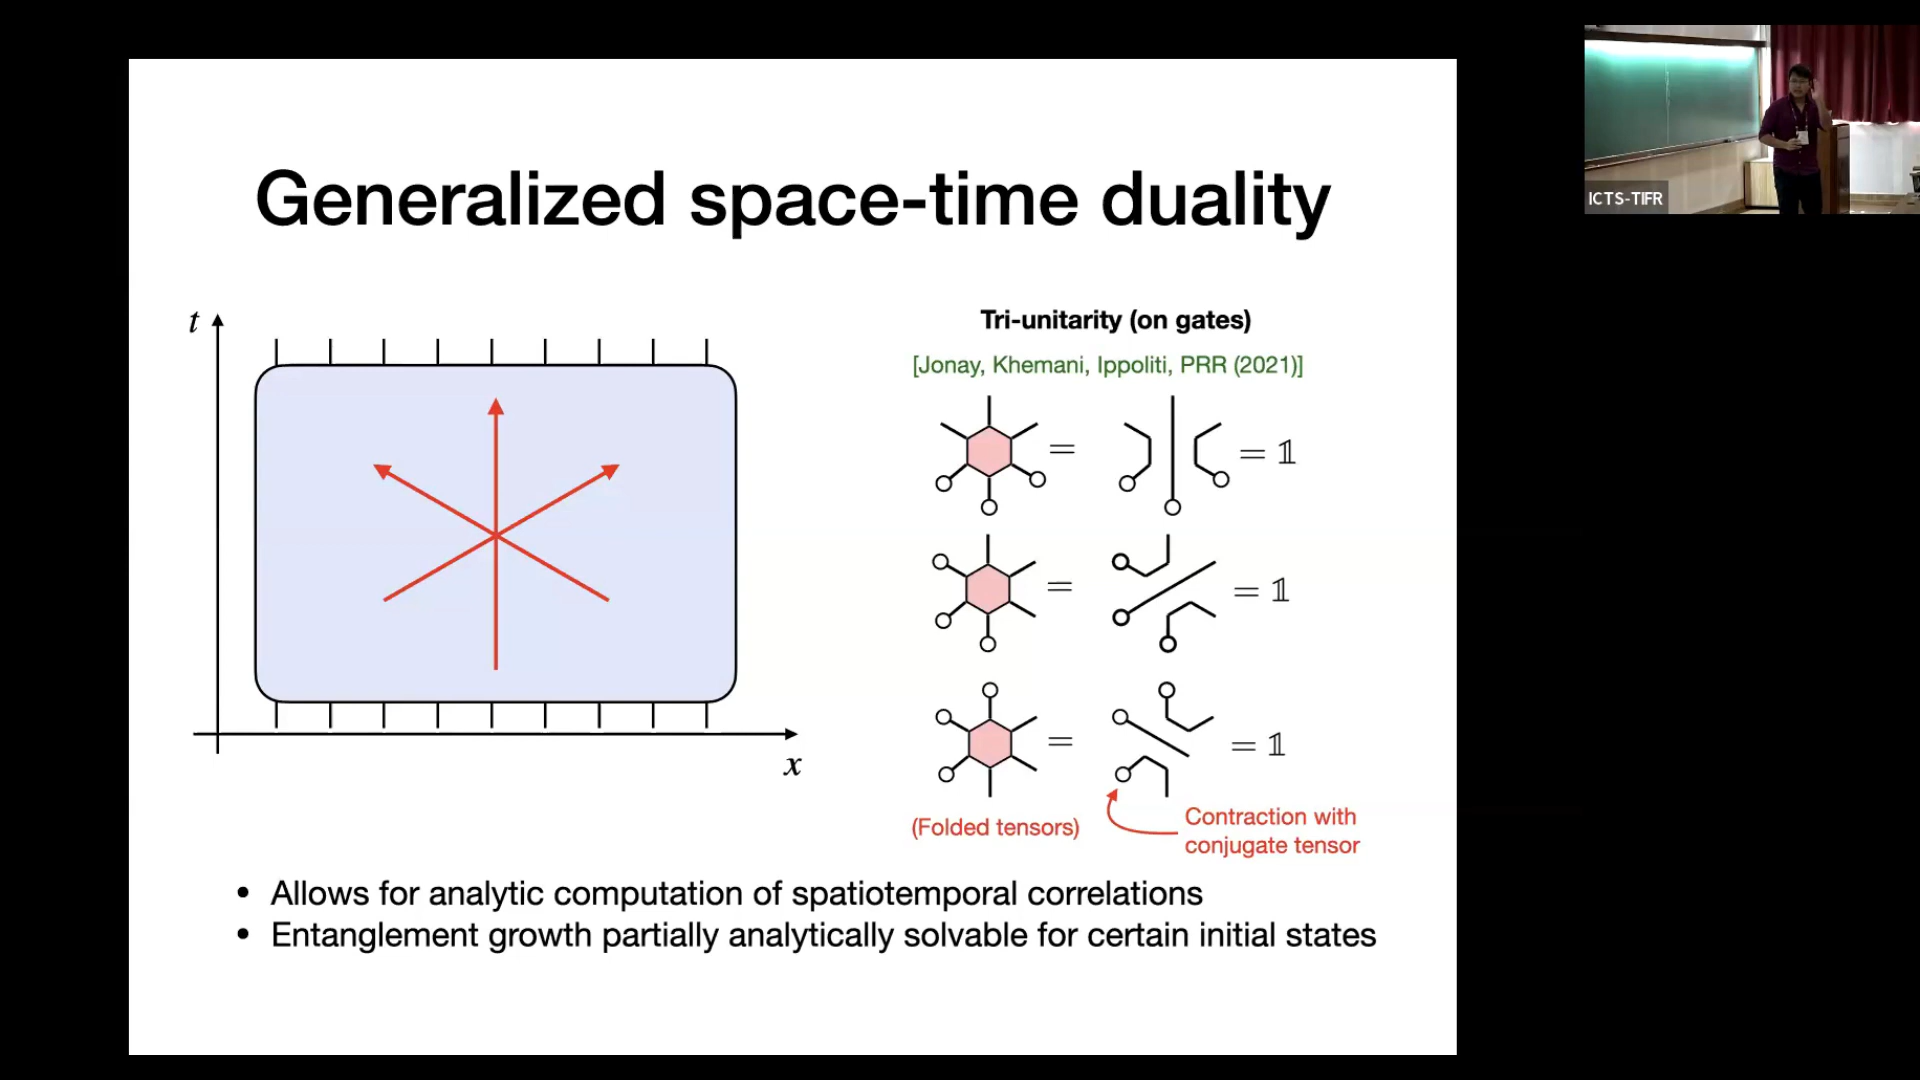 Generalized space-time duality
t
x
Tri-unitarity (on gates)
[Jonay, Khemani, Ippoliti, PRR (2021)]
= = 𝟙
= = 𝟙
= = 𝟙
(Folded tensors)
Contraction with
conjugate tensor
• Allows for analytic computation of spatiotemporal correlations
• Entanglement growth partially analytically solvable for certain initial states
ICTS-TIFR